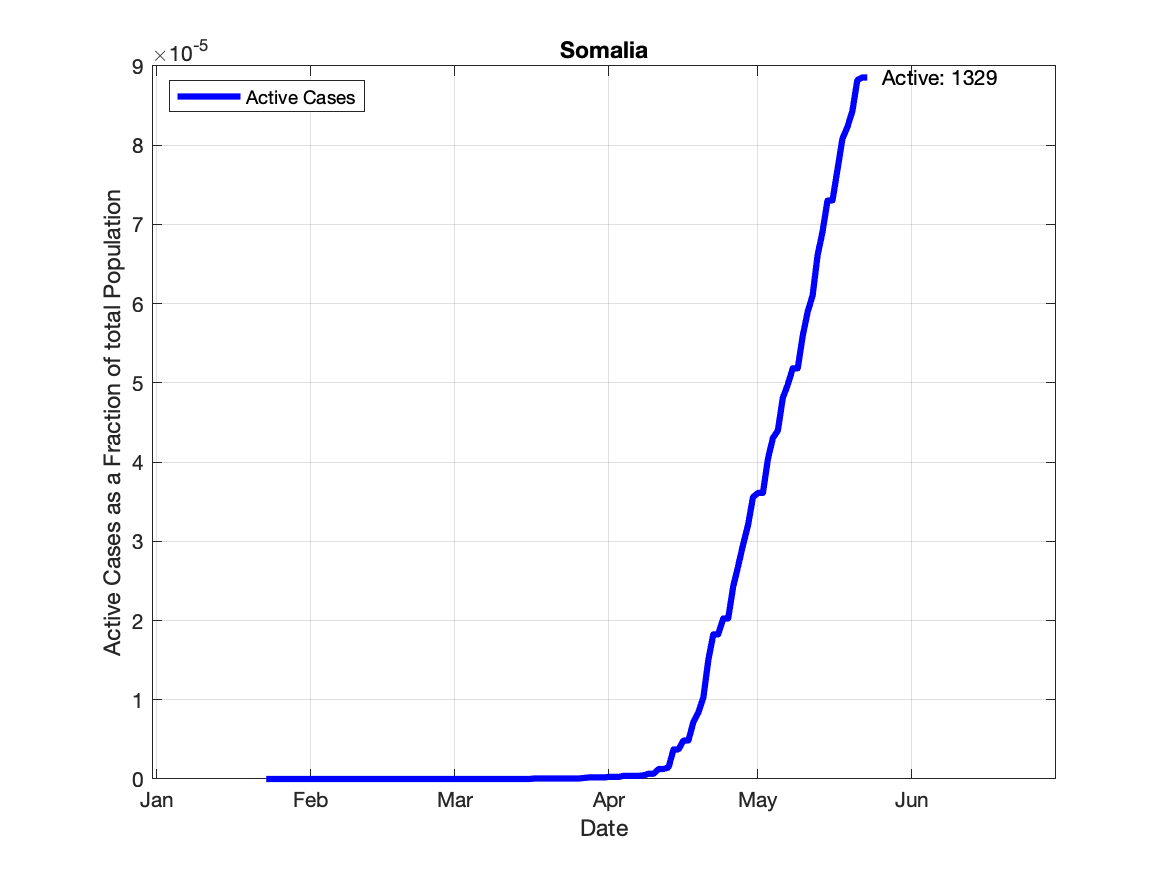 Somalia
×10-5
Active Cases
Active: 1329
9
8
7
6
5
4
3
2
1
0
Active Cases as a Fraction of total Population
Jan Feb Mar Apr May Jun
Date